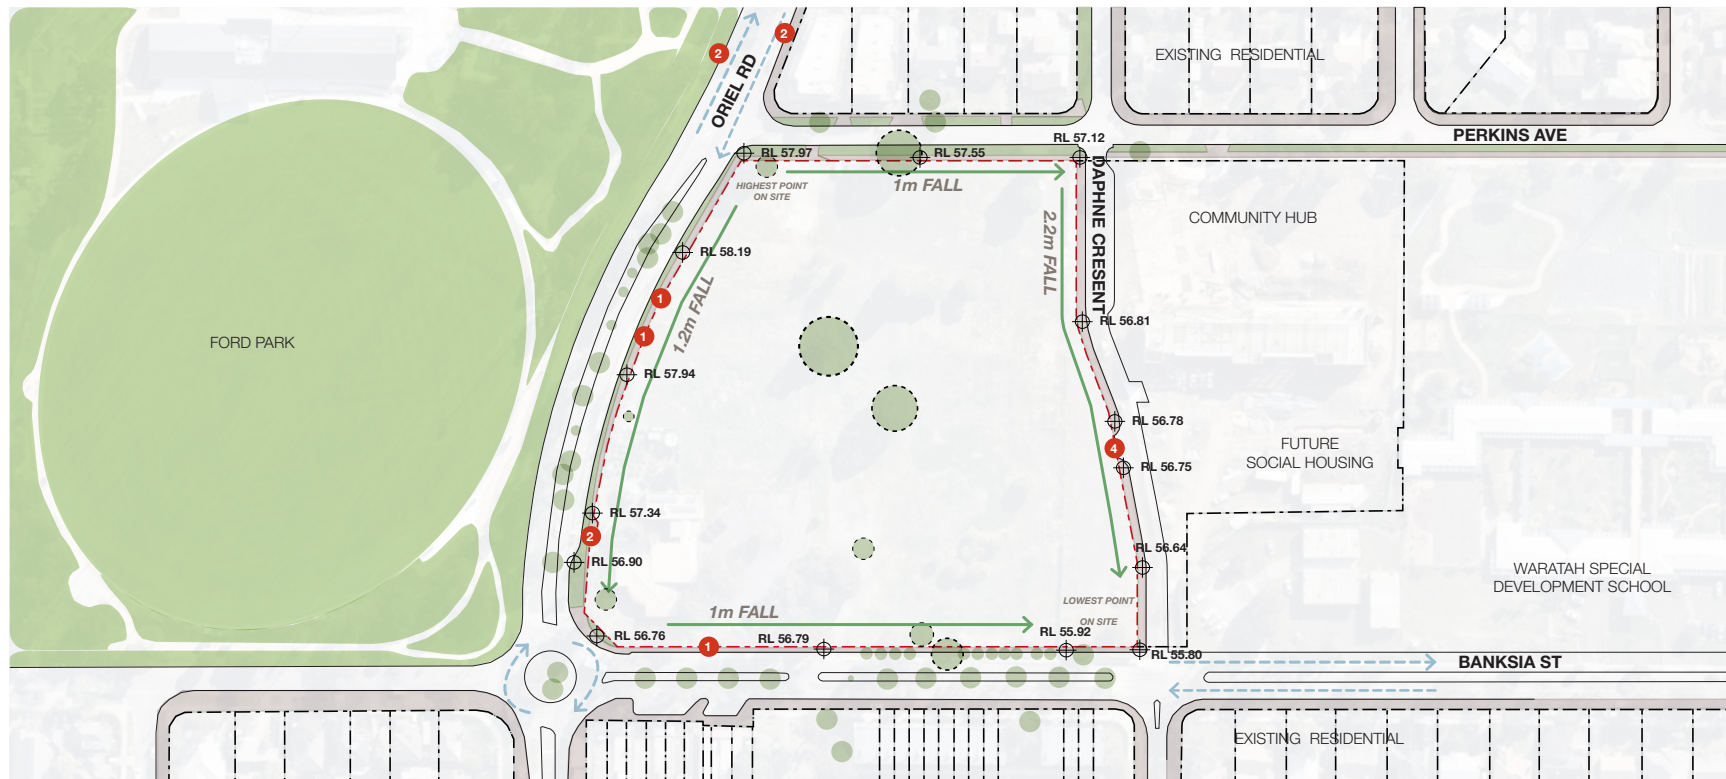 2
2
ORIEL RD
EXISTING RESIDENTIAL
PERKINS AVE
RL 57.12
RL 57.97
RL 57.55
HIGHEST POINT
ON SITE
1m FALL
DAPHNE CRESENT
COMMUNITY HUB
2.2m FALL
RL 58.19
1
1.2m FALL
1
FORD PARK
RL 56.81
RL 57.94
RL 56.78
4
RL 56.75
FUTURE
SOCIAL HOUSING
RL 57.34
2
RL 56.90
RL 56.64
WARATAH SPECIAL
DEVELOPMENT SCHOOL
LOWEST POINT
ON SITE
1m FALL
RL 56.76
1
RL 56.79
RL 55.92
RL 55.80
BANKSIA ST
EXISTING RESIDENTIAL